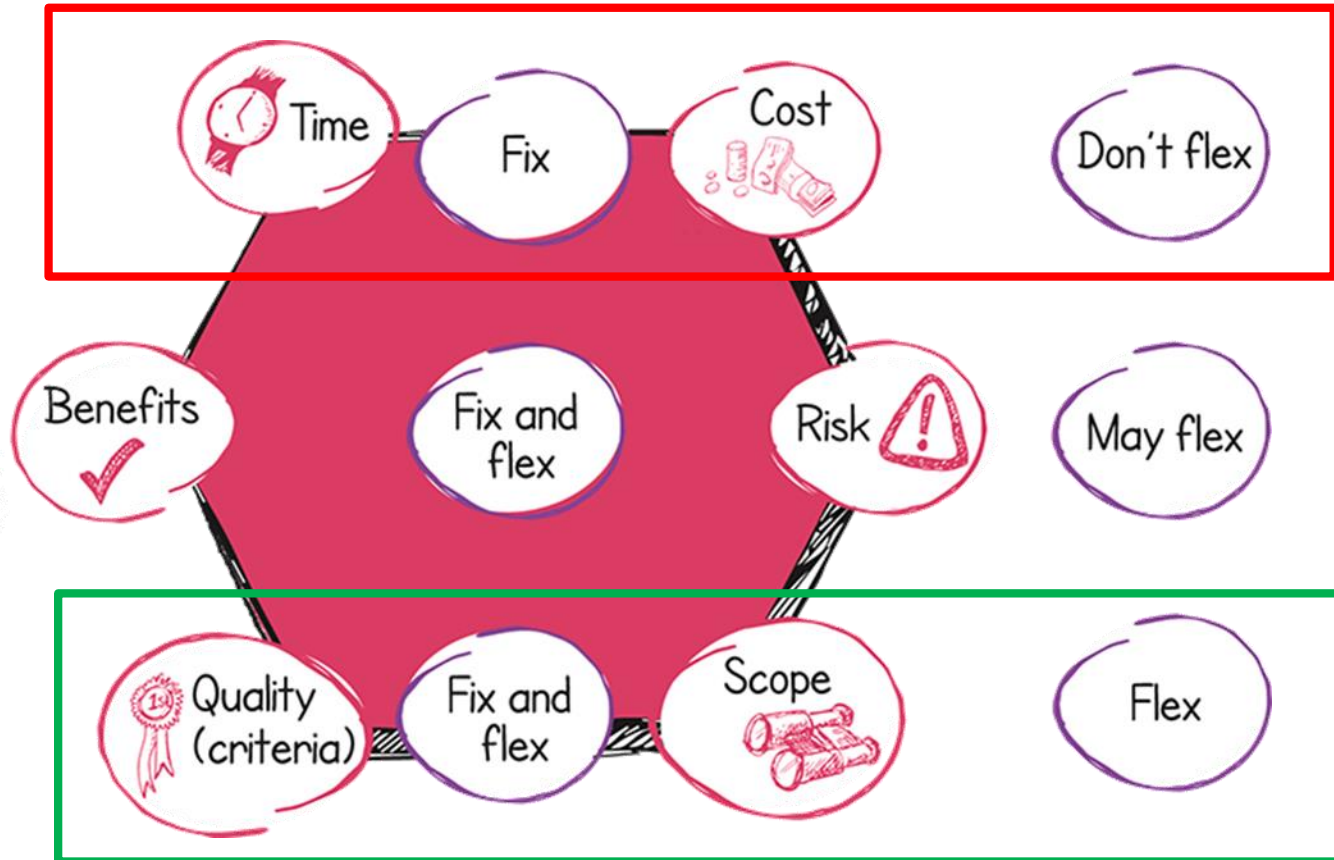 Time
Fix
Cost
Don't flex
Benefits
Fix and
flex
Risk
!
May flex
1st
Quality
(criteria)
Fix and
flex
Scope
Flex